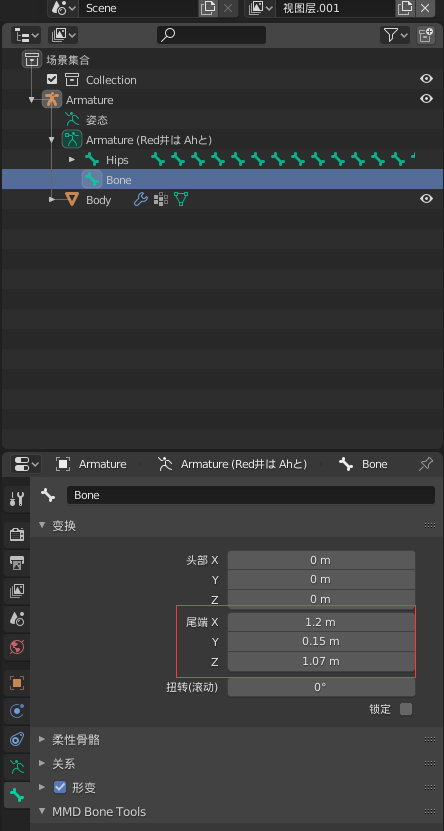 Scene 视图层.001
场景集合
Collection
Armature
姿态
Armature (Red井は Ahと)
Hips
Bone
Body
Armature Armature (Red井は Ahと) Bone
Bone
变换
头部 X 0 m
Y 0 m
Z 0 m
尾端 X 1.2 m
Y 0.15 m
Z 1.07 m
扭转(滚动) 0°
锁定
柔性骨骼
关系
形变
MMD Bone Tools